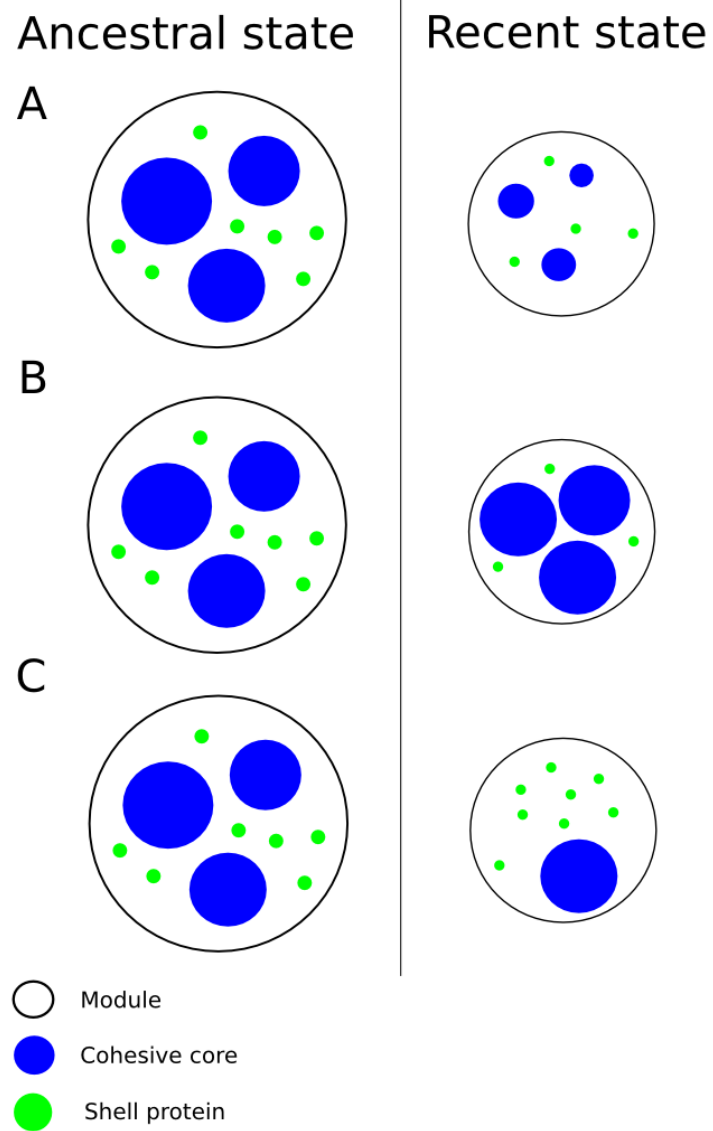 Ancestral state
Recent state
A
B
C
Module
Cohesive core
Shell protein